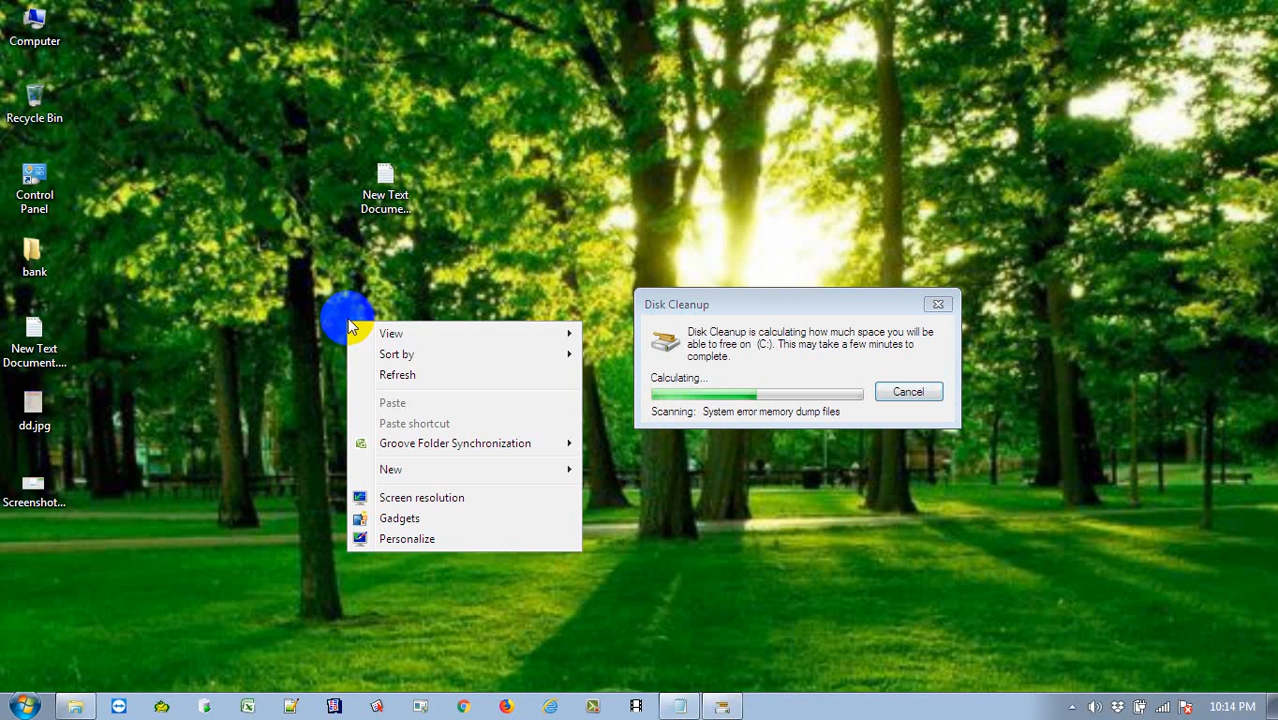 Computer
Recycle Bin
Control
Panel
bank
New Text
Document....
dd.jpg
Screenshot...
New Text
Docume...
View
Sort by
Refresh
Paste
Paste shortcut
Groove Folder Synchronization
New
Screen resolution
Gadgets
Personalize
Disk Cleanup
Disk Cleanup is calculating how much space you will be
able to free on (C:). This may take a few minutes to
complete.
Calculating...
Cancel
Scanning: System error memory dump files
10:14 PM